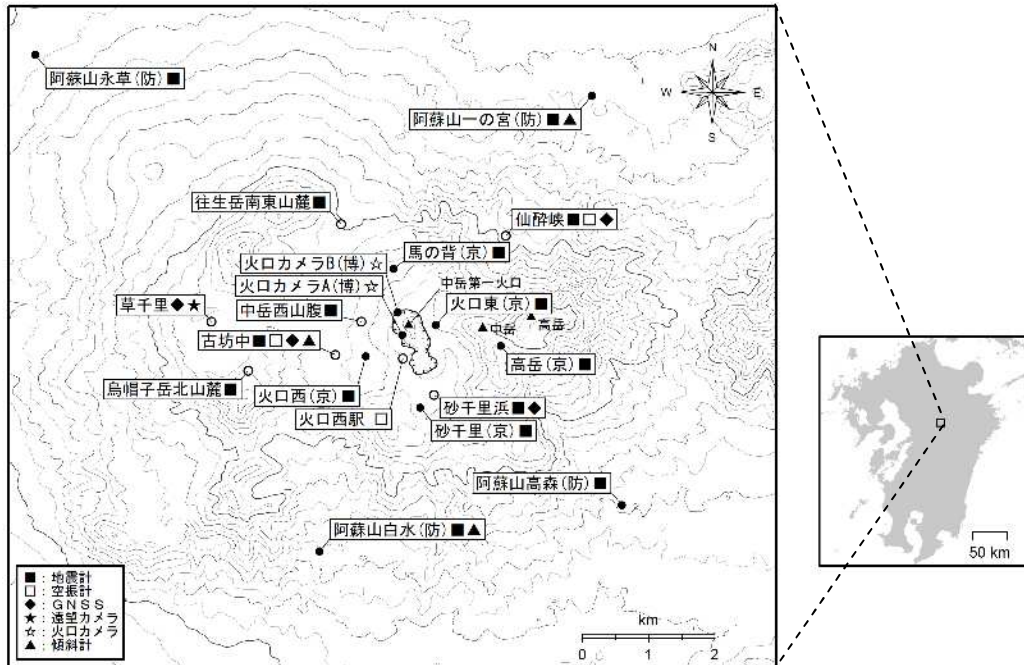 阿蘇山永草(防)■
阿蘇山一の宮(防)■▲
N
W E
S
往生岳南東山麓■
仙酔峡■□◆
馬の背(京)■
火口カメラB(博)☆
火口カメラA(博)☆
中岳第一火口
火口東(京)■
草千里◆★
中岳西山腹■
▲中岳
▲高岳
古坊中■□◆▲
高岳(京)■
烏帽子岳北山麓■
火口西(京)■
火口西駅 □
砂千里浜■◆
砂千里(京)■
阿蘇山高森(防)■
阿蘇山白水(防)■▲
50 km
■：地震計
□：空振計
◆：GNSS
★：遠望カメラ
☆：火口カメラ
▲：傾斜計
km
0 1 2